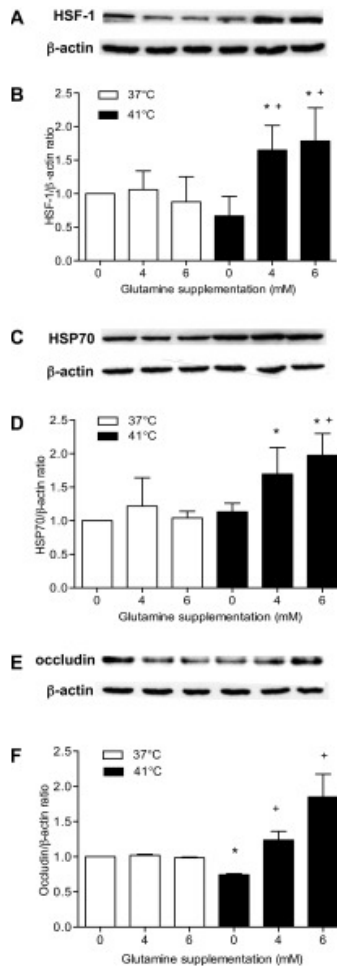 A HSF-1
β-actin
B
37°C
41°C
HSF-1/β-actin ratio
2.5
2.0
1.5
1.0
0.5
0.0
* +
* +
0 4 6 0 4 6
Glutamine supplementation (mM)
C HSP70
β-actin
D
37°C
41°C
HSP70/β-actin ratio
2.5
2.0
1.5
1.0
0.5
0.0
*
* +
0 4 6 0 4 6
Glutamine supplementation (mM)
E occludin
β-actin
F
37°C
41°C
Occludin/β-actin ratio
2.5
2.0
1.5
1.0
0.5
0.0
*
+
+
0 4 6 0 4 6
Glutamine supplementation (mM)